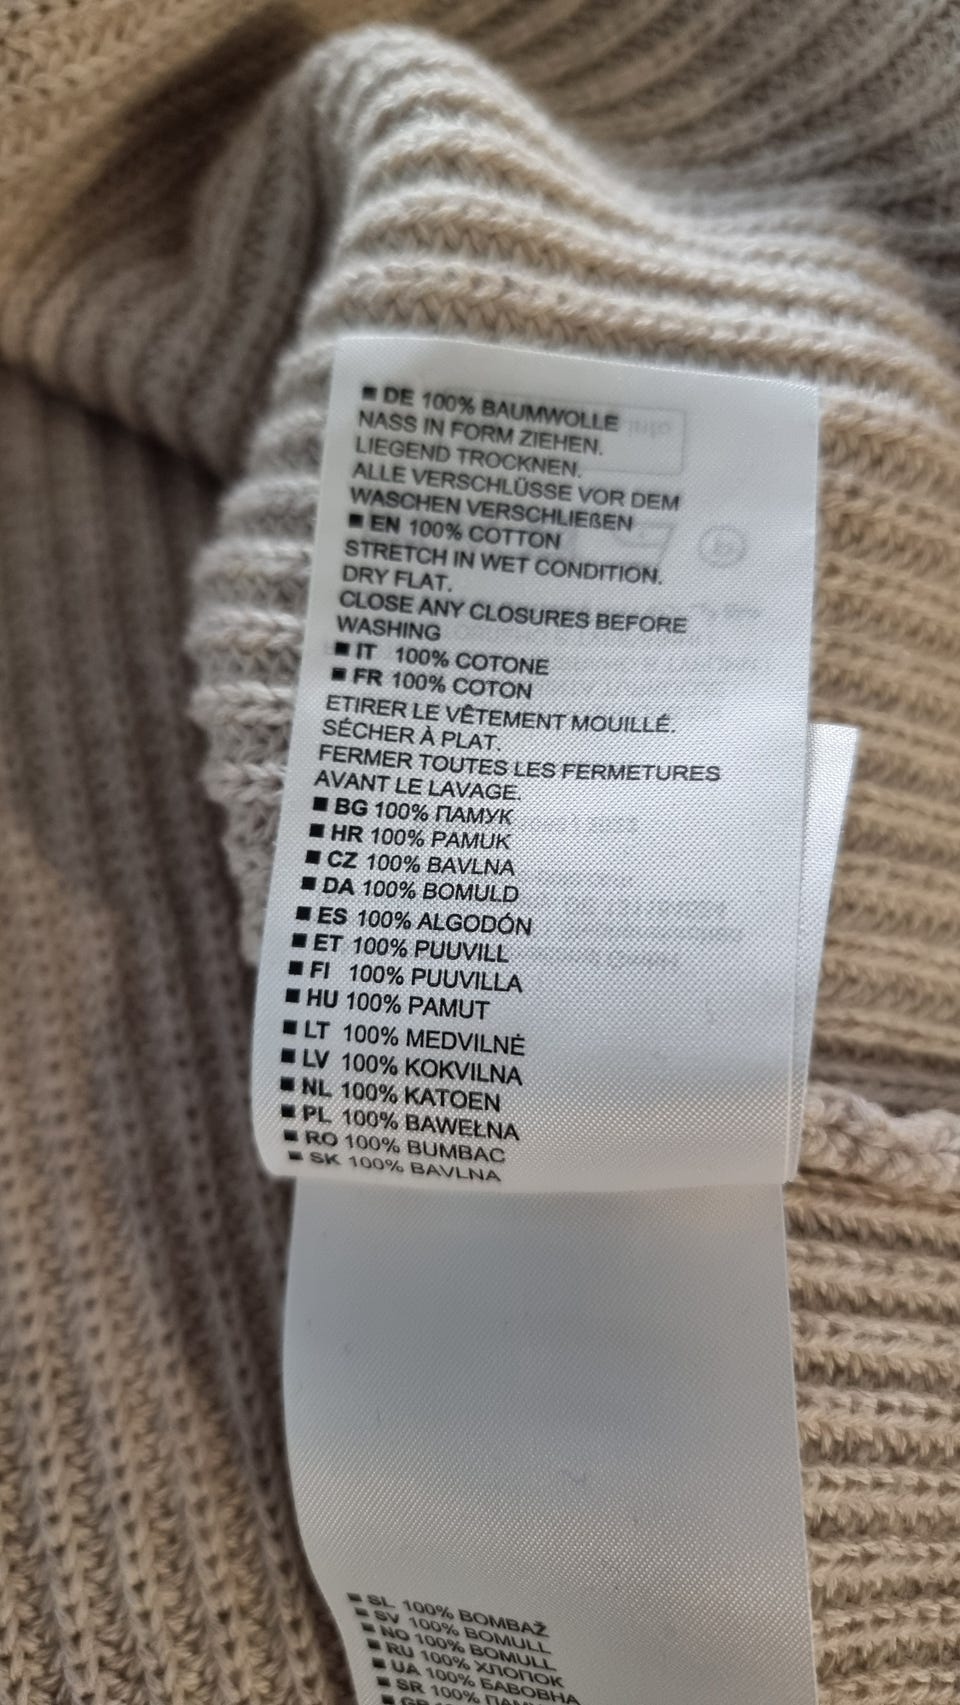 ■ DE 100% BAUMWOLLE
NASS IN FORM ZIEHEN.
LIEGEND TROCKNEN.
ALLE VERSCHLÜSSE VOR DEM
WASCHEN VERSCHLIEßEN
■ EN 100% COTTON
STRETCH IN WET CONDITION.
DRY FLAT.
CLOSE ANY CLOSURES BEFORE
WASHING
■ IT 100% COTONE
■ FR 100% COTON
ETIRER LE VÊTEMENT MOUILLÉ.
SÉCHER À PLAT.
FERMER TOUTES LES FERMETURES
AVANT LE LAVAGE.
■ BG 100% ПАМУК
■ HR 100% PAMUK
■ CZ 100% BAVLNA
■ DA 100% BOMULD
■ ES 100% ALGODÓN
■ ET 100% PUUVILL
■ FI 100% PUUVILLA
■ HU 100% PAMUT
■ LT 100% MEDVILNĖ
■ LV 100% KOKVILNA
■ NL 100% KATOEN
■ PL 100% BAWEŁNA
■ RO 100% BUMBAC
■ SK 100% BAVLNA
■ SL 100% BOMBAŽ
■ SV 100% BOMULL
■ NO 100% BOMULL
■ RU 100% ХЛОПОК
■ UA 100% БАВОВНА
■ SR 100%